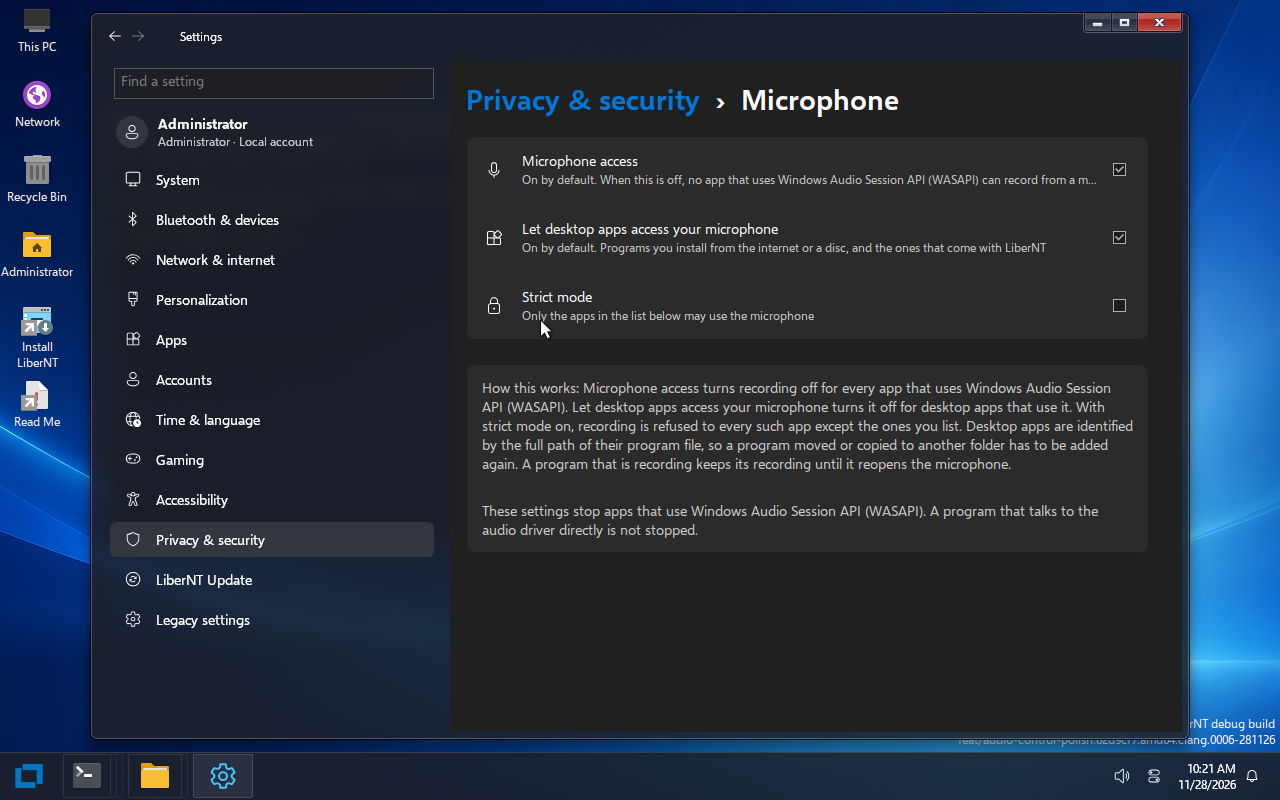 This PC
Network
Recycle Bin
Administrator
Install
LiberNT
Read Me
Settings
Find a setting
Administrator
Administrator · Local account
System
Bluetooth & devices
Network & internet
Personalization
Apps
Accounts
Time & language
Gaming
Accessibility
Privacy & security
LiberNT Update
Legacy settings
Privacy & security › Microphone
Microphone access
On by default. When this is off, no app that uses Windows Audio Session API (WASAPI) can record from a m...
Let desktop apps access your microphone
On by default. Programs you install from the internet or a disc, and the ones that come with LiberNT
Strict mode
Only the apps in the list below may use the microphone
How this works: Microphone access turns recording off for every app that uses Windows Audio Session
API (WASAPI). Let desktop apps access your microphone turns it off for desktop apps that use it. With
strict mode on, recording is refused to every such app except the ones you list. Desktop apps are identified
by the full path of their program file, so a program moved or copied to another folder has to be added
again. A program that is recording keeps its recording until it reopens the microphone.
These settings stop apps that use Windows Audio Session API (WASAPI). A program that talks to the
audio driver directly is not stopped.
rNT debug build
10:21 AM
11/28/2026